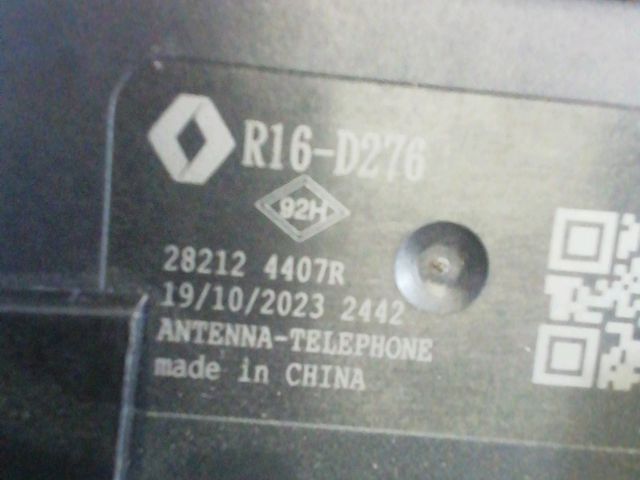 R16-D276
92H
28212 4407R
19/10/2023 2442
ANTENNA-TELEPHONE
made in CHINA